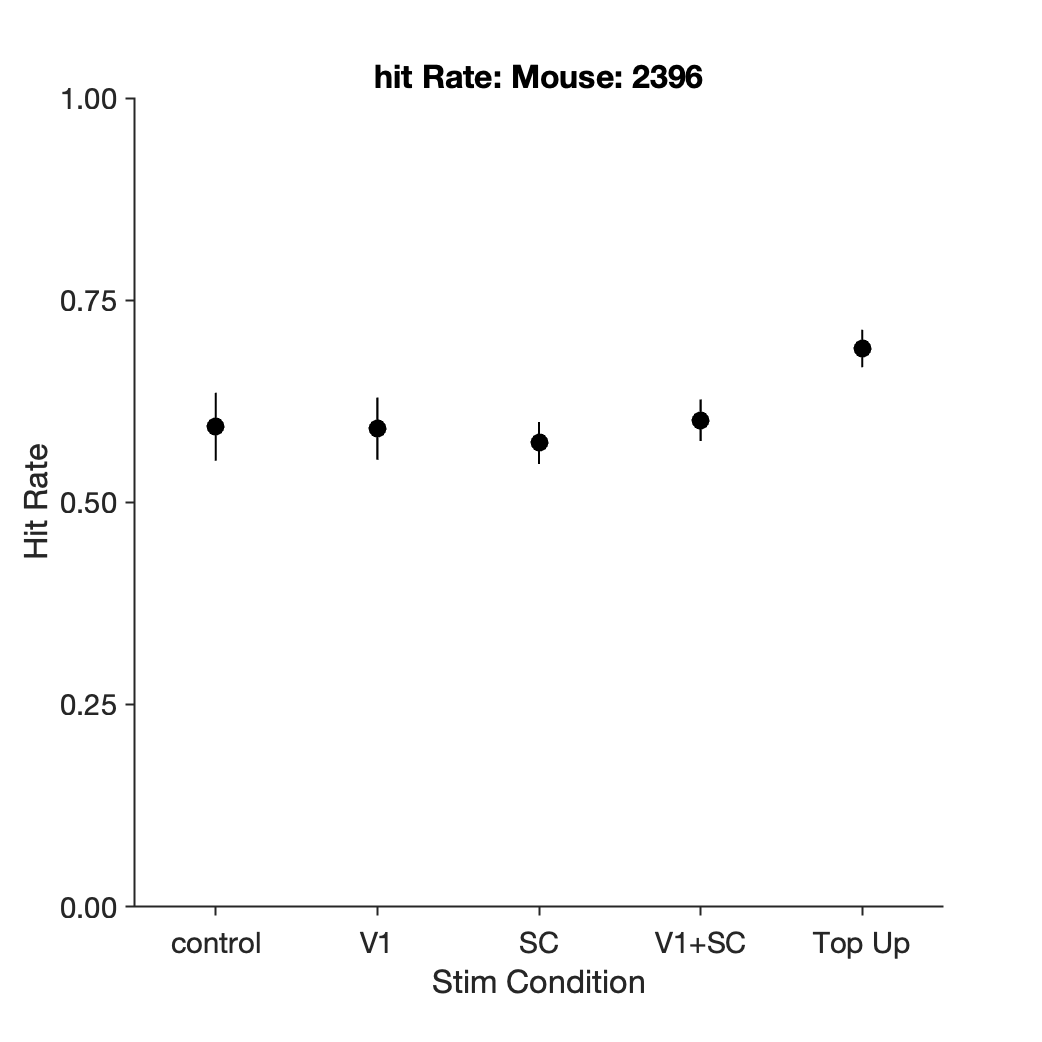 hit Rate: Mouse: 2396
1.00
0.75
0.50
0.25
0.00
Hit Rate
control V1 SC V1+SC Top Up
Stim Condition